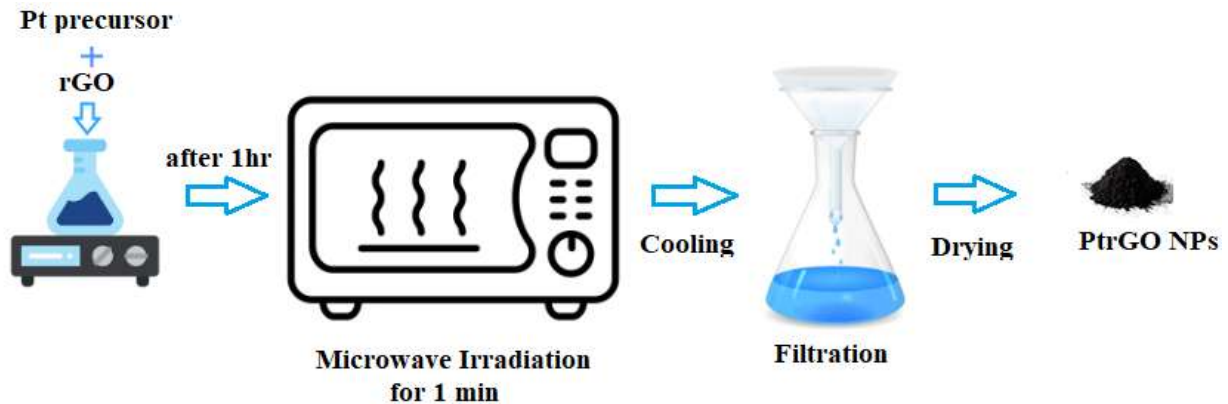 Pt precursor
+
rGO
after 1hr
Microwave Irradiation
for 1 min
Cooling
Filtration
Drying
PtrGO NPs